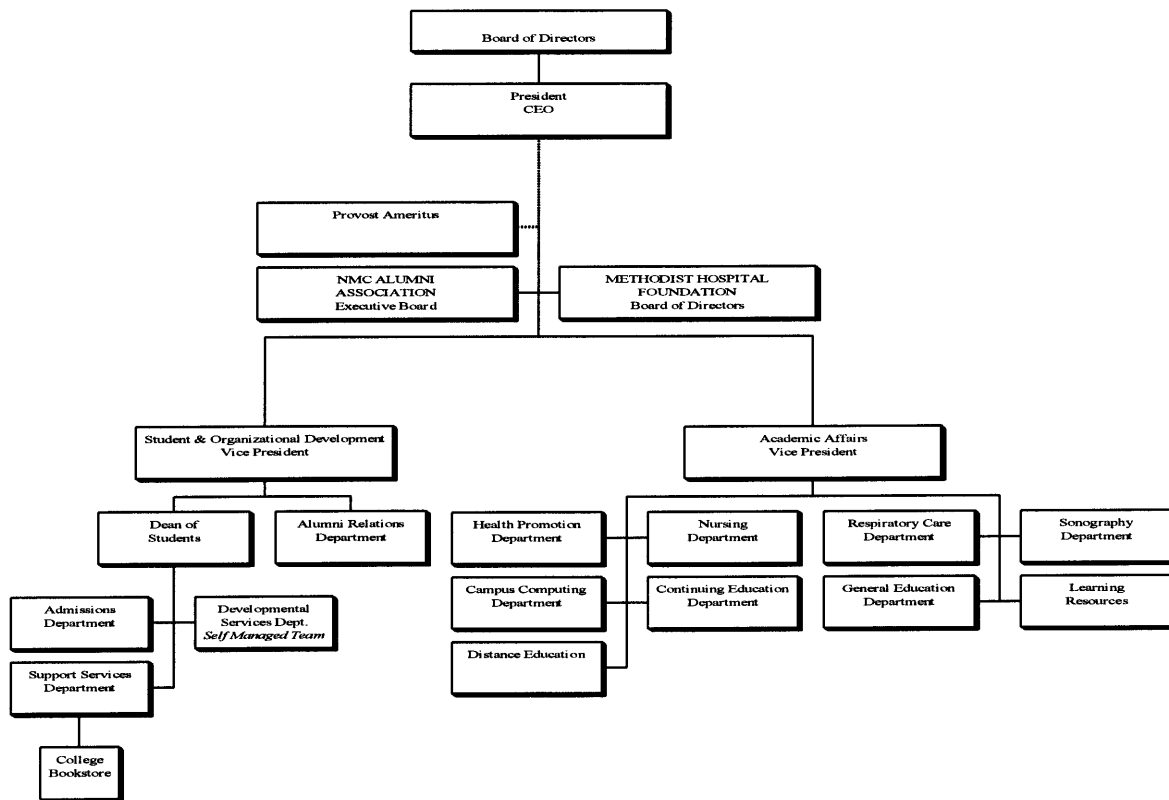 Board of Directors
President
CEO
Provost Ameritus
NMC ALUMNI
ASSOCIATION
Executive Board
METHODIST HOSPITAL
FOUNDATION
Board of Directors
Student & Organizational Development
Vice President
Academic Affairs
Vice President
Dean of
Students
Alumni Relations
Department
Health Promotion
Department
Nursing
Department
Respiratory Care
Department
Sonography
Department
Admissions
Department
Developmental
Services Dept.
Self Managed Team
Campus Computing
Department
Continuing Education
Department
General Education
Department
Learning
Resources
Support Services
Department
Distance Education
College
Bookstore